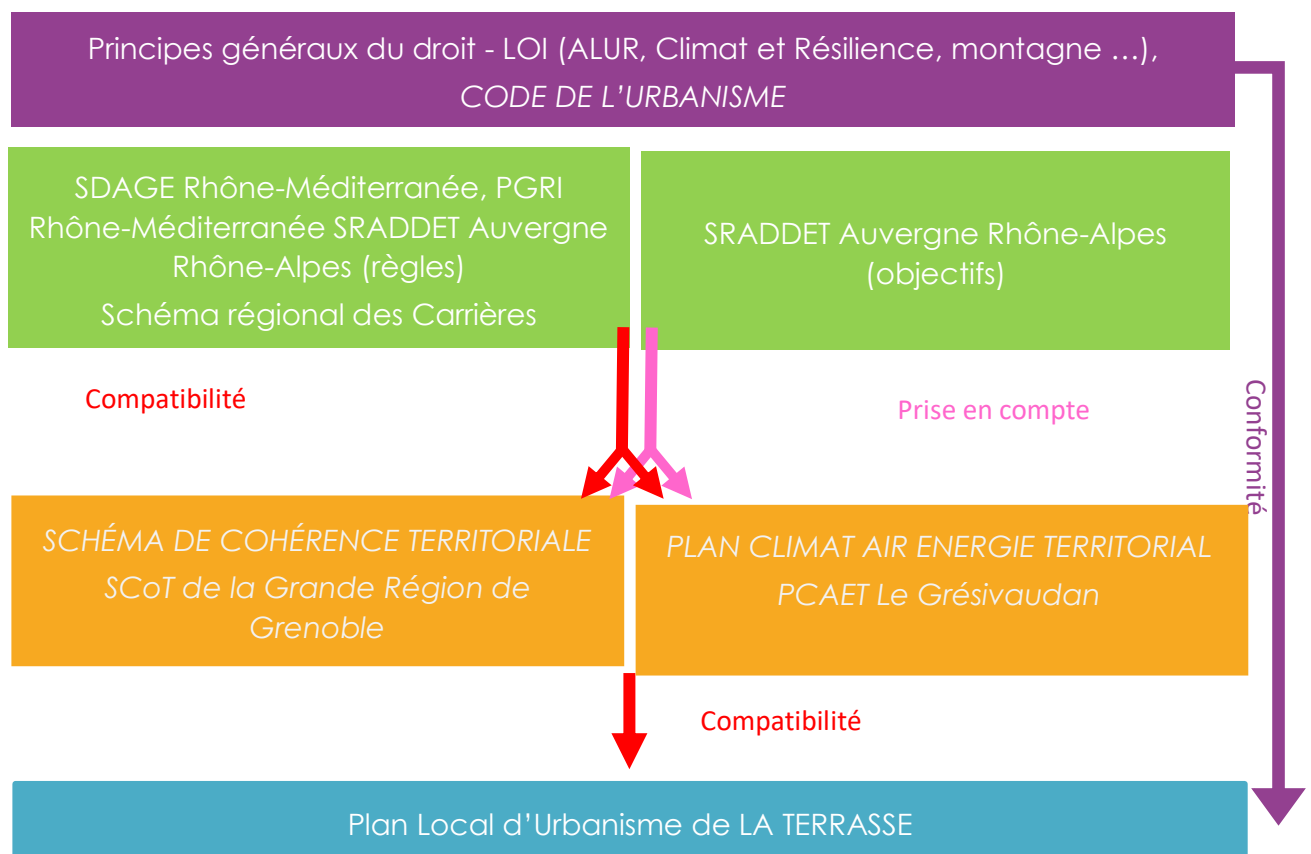 Principes généraux du droit - LOI (ALUR, Climat et Résilience, montagne …),
CODE DE L'URBANISME
SDAGE Rhône-Méditerranée, PGRI
Rhône-Méditerranée SRADDET Auvergne
Rhône-Alpes (règles)
Schéma régional des Carrières
SRADDET Auvergne Rhône-Alpes
(objectifs)
Compatibilité
Prise en compte
Conformité
SCHÉMA DE COHÉRENCE TERRITORIALE
SCoT de la Grande Région de
Grenoble
PLAN CLIMAT AIR ENERGIE TERRITORIAL
PCAET Le Grésivaudan
Compatibilité
Plan Local d'Urbanisme de LA TERRASSE